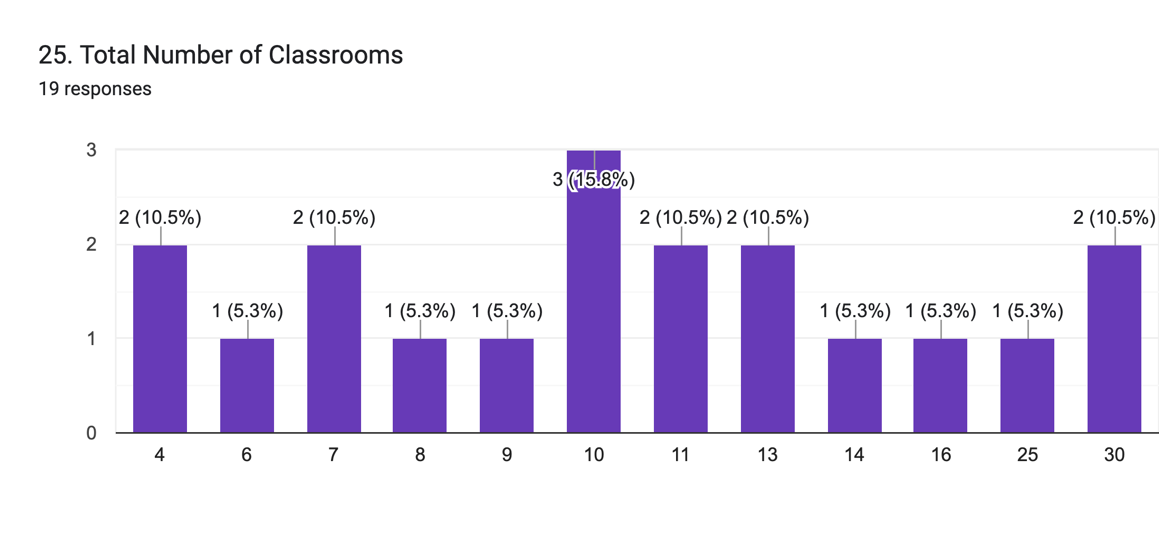 25. Total Number of Classrooms
19 responses
3
3 (15.8%)
2 (10.5%) 2 (10.5%) 2 (10.5%) 2 (10.5%) 2 (10.5%)
2
1 (5.3%) 1 (5.3%) 1 (5.3%) 1 (5.3%) 1 (5.3%) 1 (5.3%)
1
0
4 6 7 8 9 10 11 13 14 16 25 30